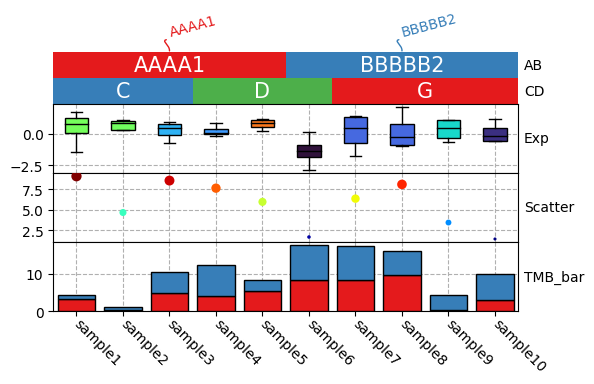 AAAA1 BBBBB2
AAAA1 BBBBB2 AB
C D G CD
0.0
−2.5
Exp
7.5
5.0
2.5
Scatter
10
0
TMB_bar
sample1 sample2 sample3 sample4 sample5 sample6 sample7 sample8 sample9 sample10